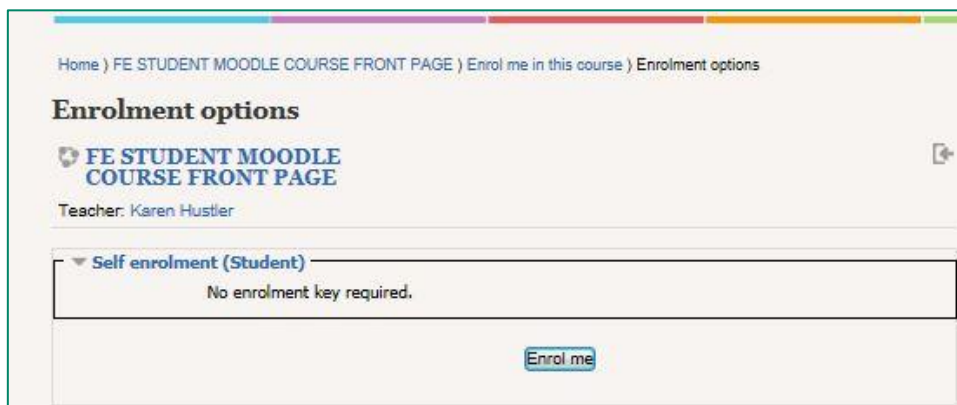 Home ) FE STUDENT MOODLE COURSE FRONT PAGE ) Enrol me in this course ) Enrolment options
Enrolment options
FE STUDENT MOODLE
COURSE FRONT PAGE
Teacher: Karen Hustler
Self enrolment (Student)
No enrolment key required.
Enrol me